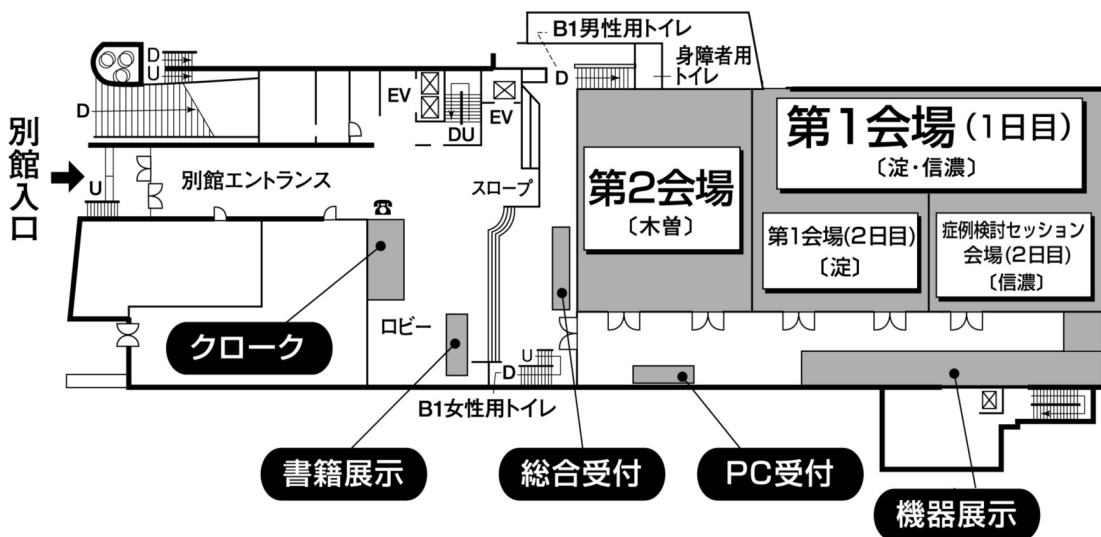 B1男性用トイレ
身障者用
トイレ
D
U
D
D
EV
DU
EV
別館入口
U
別館エントランス
スロープ
第2会場
〔木曽〕
第1会場(1日目)
〔淀・信濃〕
第1会場(2日目)
〔淀〕
症例検討セッション
会場(2日目)
〔信濃〕
クローク
ロビー
U
D
B1女性用トイレ
書籍展示
総合受付
PC受付
機器展示